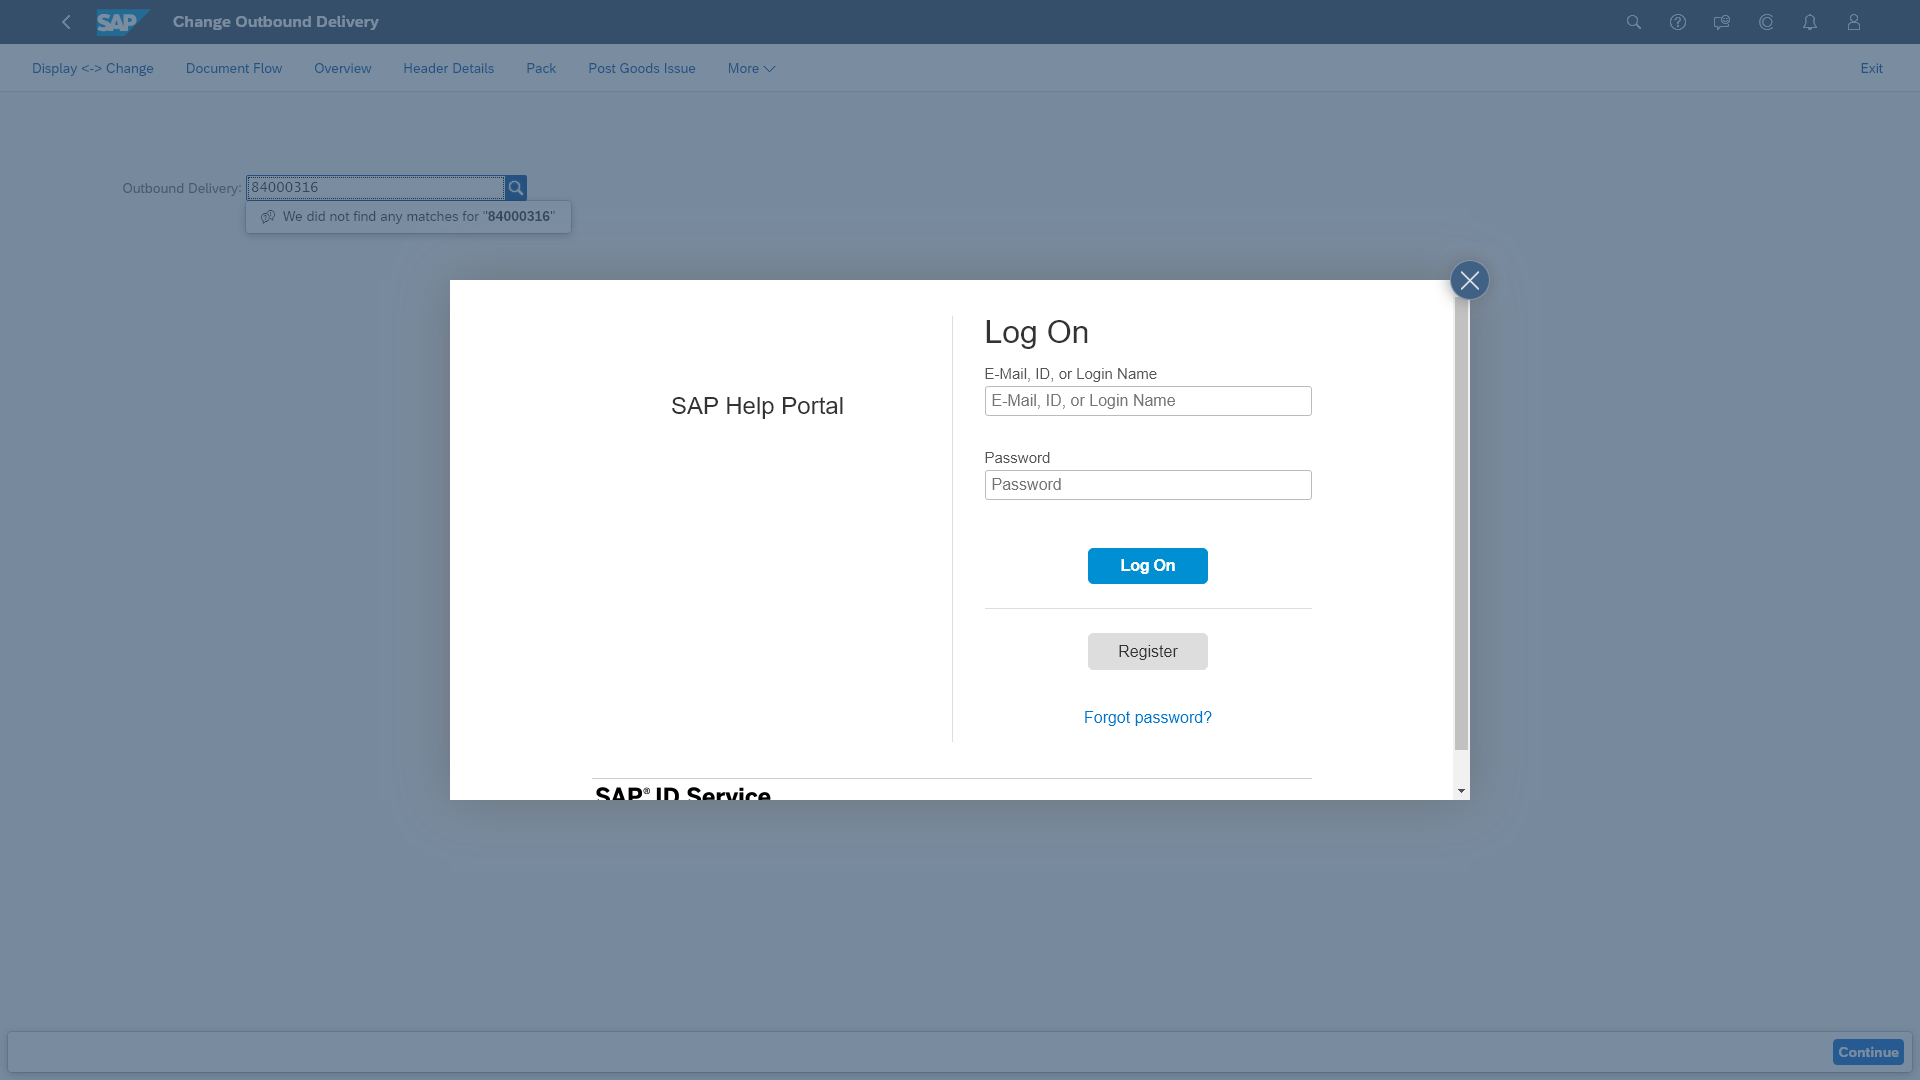 SAP
Change Outbound Delivery
Display <-> Change
Document Flow
Overview
Header Details
Pack
Post Goods Issue
More
Exit
Outbound Delivery:
84000316
We did not find any matches for "84000316"
SAP Help Portal
Log On
E-Mail, ID, or Login Name
E-Mail, ID, or Login Name
Password
Password
Log On
Register
Forgot password?
SAP® ID Service
Continue